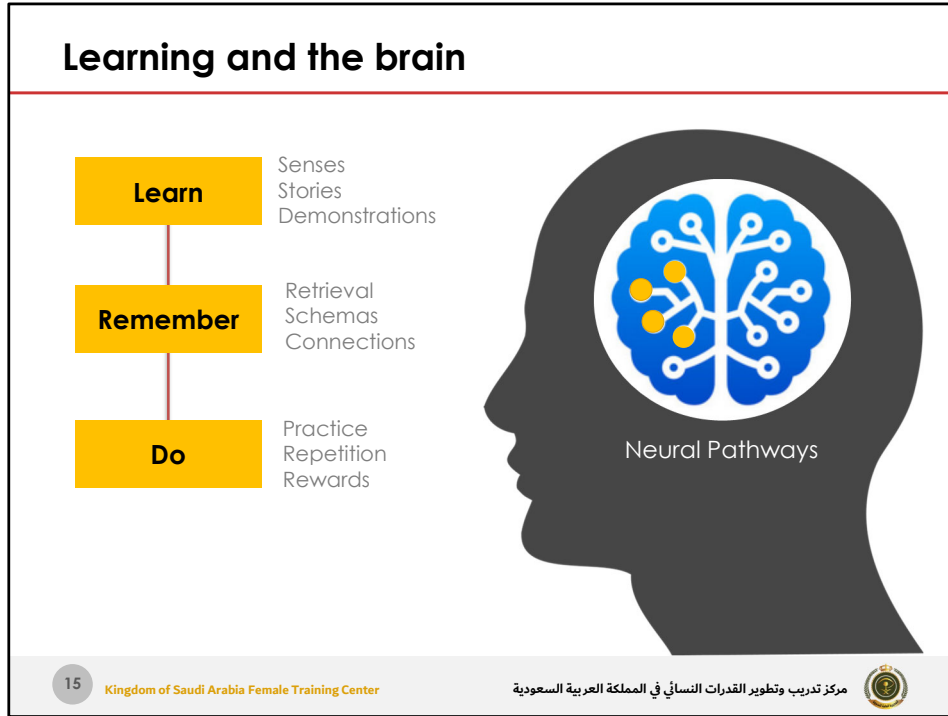 Learning and the brain
Learn
Senses
Stories
Demonstrations
Remember
Retrieval
Schemas
Connections
Do
Practice
Repetition
Rewards
Neural Pathways
15
Kingdom of Saudi Arabia Female Training Center
مركز تدريب وتطوير القدرات النسائي في المملكة العربية السعودية